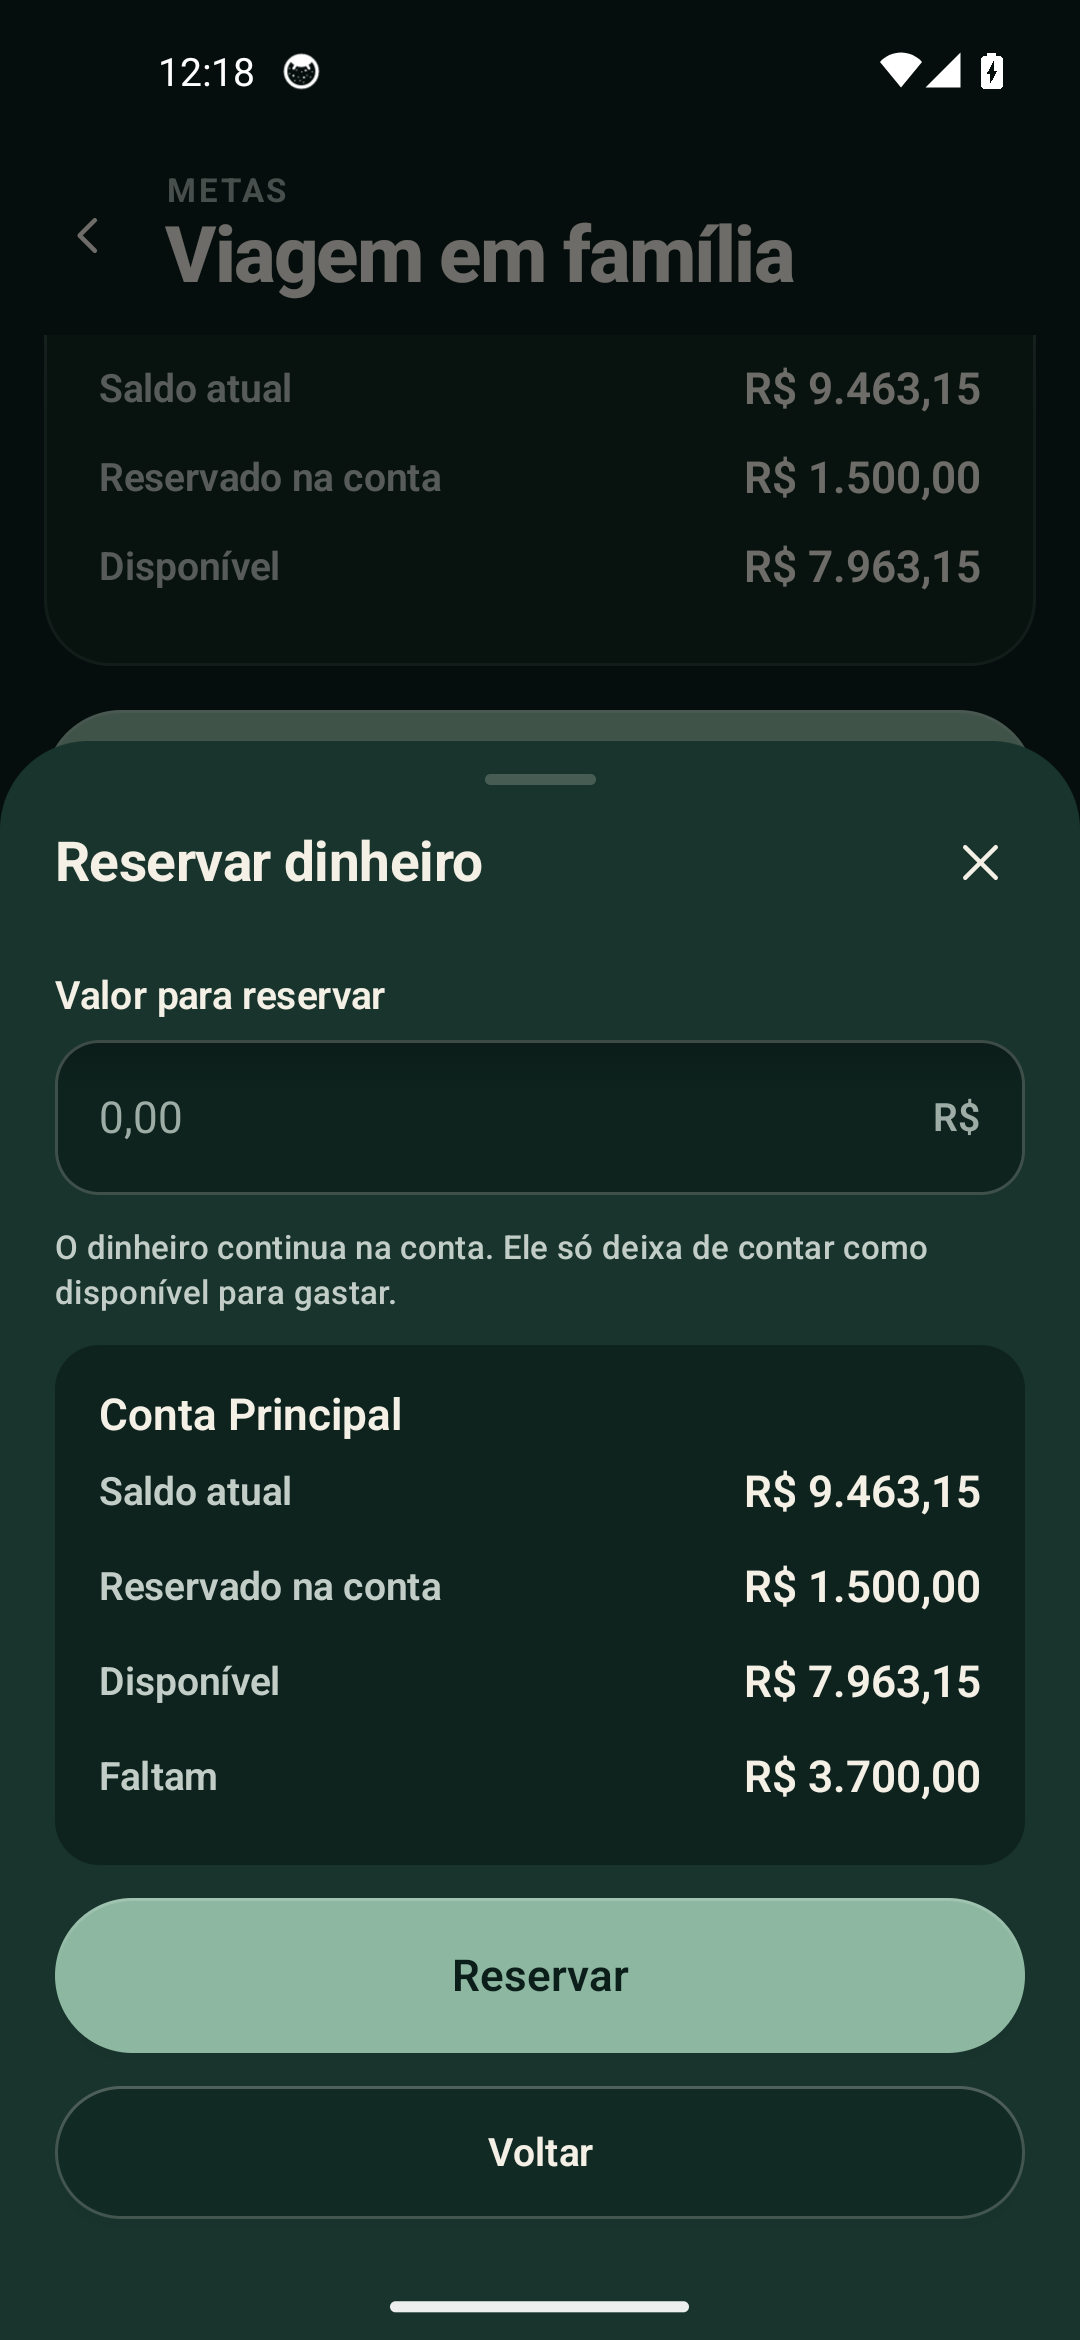 12:18
METAS
Viagem em família
Saldo atual R$ 9.463,15
Reservado na conta R$ 1.500,00
Disponível R$ 7.963,15
Reservar dinheiro
Valor para reservar
0,00 R$
O dinheiro continua na conta. Ele só deixa de contar como
disponível para gastar.
Conta Principal
Saldo atual R$ 9.463,15
Reservado na conta R$ 1.500,00
Disponível R$ 7.963,15
Faltam R$ 3.700,00
Reservar
Voltar